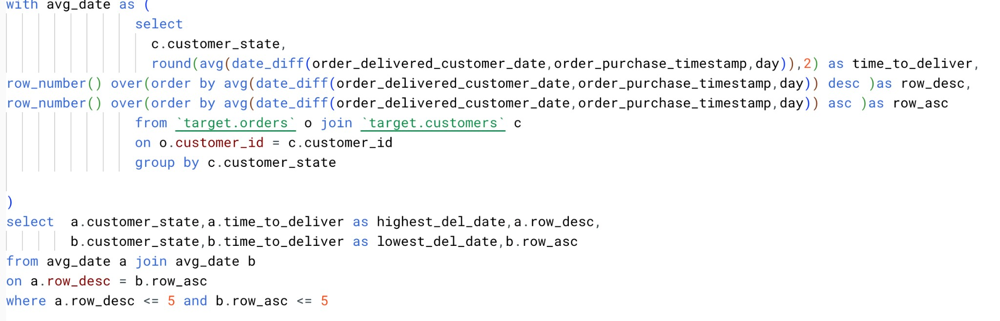 with avg_date as (
select
c.customer_state,
round(avg(date_diff(order_delivered_customer_date,order_purchase_timestamp,day)),2) as time_to_deliver,
row_number() over(order by avg(date_diff(order_delivered_customer_date,order_purchase_timestamp,day)) desc )as row_desc,
row_number() over(order by avg(date_diff(order_delivered_customer_date,order_purchase_timestamp,day)) asc )as row_asc
from `target.orders` o join `target.customers` c
on o.customer_id = c.customer_id
group by c.customer_state
)
select  a.customer_state,a.time_to_deliver as highest_del_date,a.row_desc,
b.customer_state,b.time_to_deliver as lowest_del_date,b.row_asc
from avg_date a join avg_date b
on a.row_desc = b.row_asc
where a.row_desc <= 5 and b.row_asc <= 5